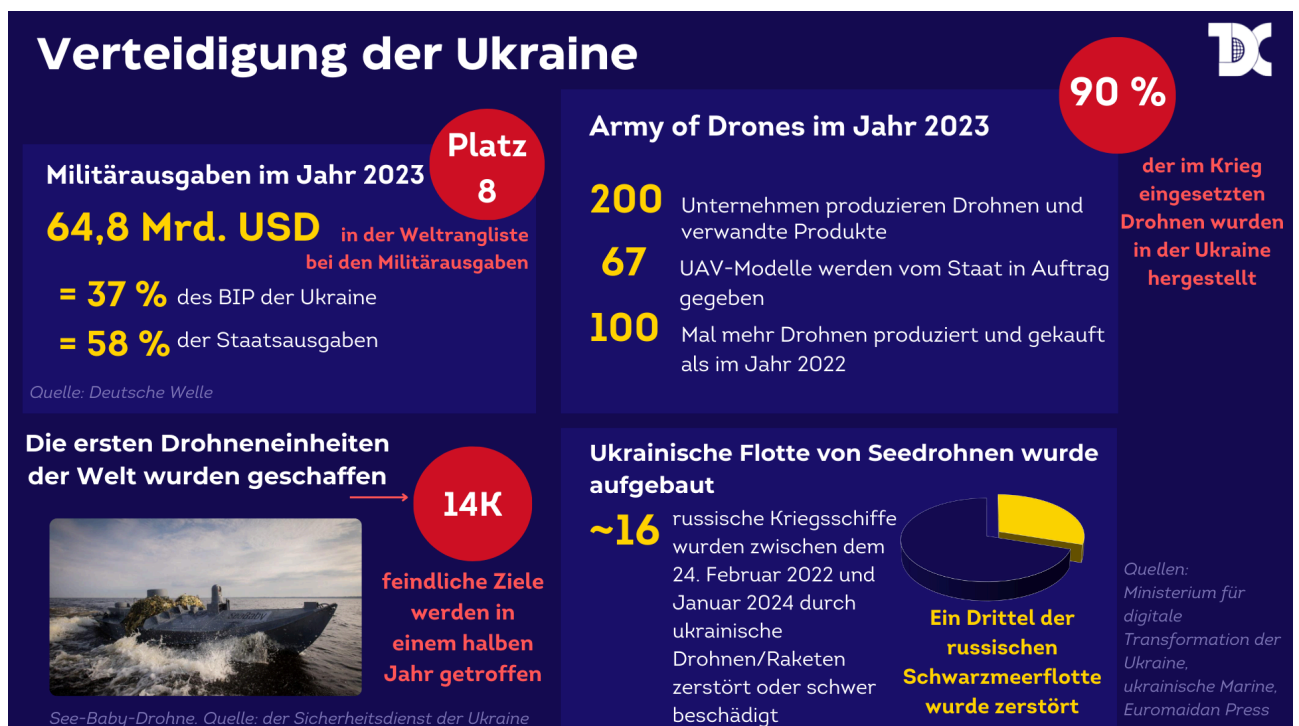 Verteidigung der Ukraine
TDC
Militärausgaben im Jahr 2023
Platz
8
64,8 Mrd. USD
in der Weltrangliste
bei den Militärausgaben
= 37 % des BIP der Ukraine
= 58 % der Staatsausgaben
Quelle: Deutsche Welle
Army of Drones im Jahr 2023
200 Unternehmen produzieren Drohnen und
verwandte Produkte
67 UAV-Modelle werden vom Staat in Auftrag
gegeben
100 Mal mehr Drohnen produziert und gekauft
als im Jahr 2022
90 %
der im Krieg
eingesetzten
Drohnen wurden
in der Ukraine
hergestellt
Die ersten Drohneneinheiten
der Welt wurden geschaffen
14K
feindliche Ziele
werden in
einem halben
Jahr getroffen
See-Baby-Drohne. Quelle: der Sicherheitsdienst der Ukraine
Ukrainische Flotte von Seedrohnen wurde
aufgebaut
~16 russische Kriegsschiffe
wurden zwischen dem
24. Februar 2022 und
Januar 2024 durch
ukrainische
Drohnen/Raketen
zerstört oder schwer
beschädigt
Ein Drittel der
russischen
Schwarzmeerflotte
wurde zerstört
Quellen:
Ministerium für
digitale
Transformation der
Ukraine,
ukrainische Marine,
Euromaidan Press